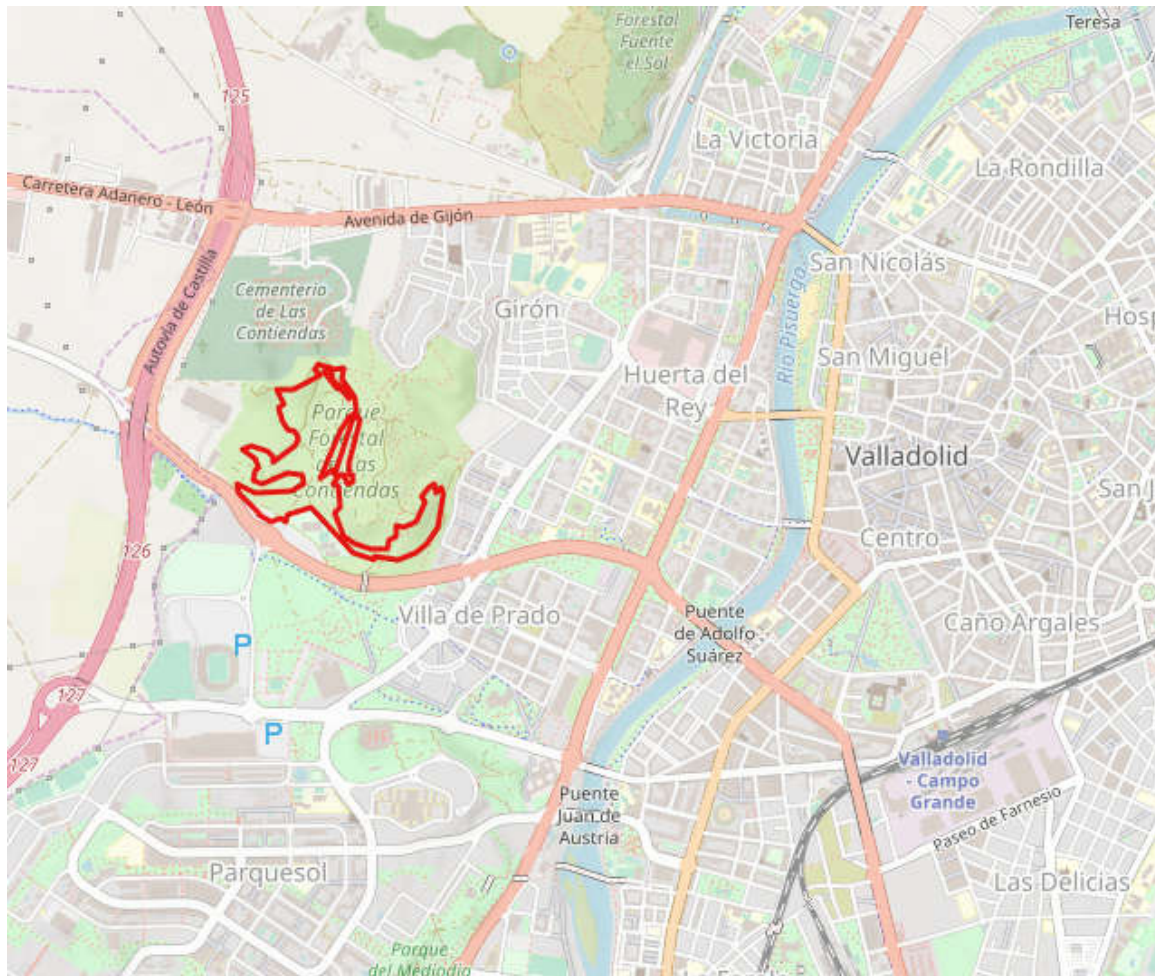 Forestal
Fuente
el Sol
Teresa
125
La Victoria
La Rondilla
Carretera Adanero - León
Avenida de Gijón
Autovía de Castilla
Río Pisuerga
San Nicolás
Cementerio
de Las
Contiendas
Girón
Hosp
San Miguel
Huerta del
Rey
Parque
Forestal
de Las
Contiendas
Valladolid
San J
126
Centro
Villa de Prado
Puente
de Adolfo
Suárez
Caño Argales
P
127
P
127
Valladolid
- Campo
Grande
Puente
Juan de
Austria
Paseo de Farnesio
Parquesol
Las Delicias
Parque
del Mediodía